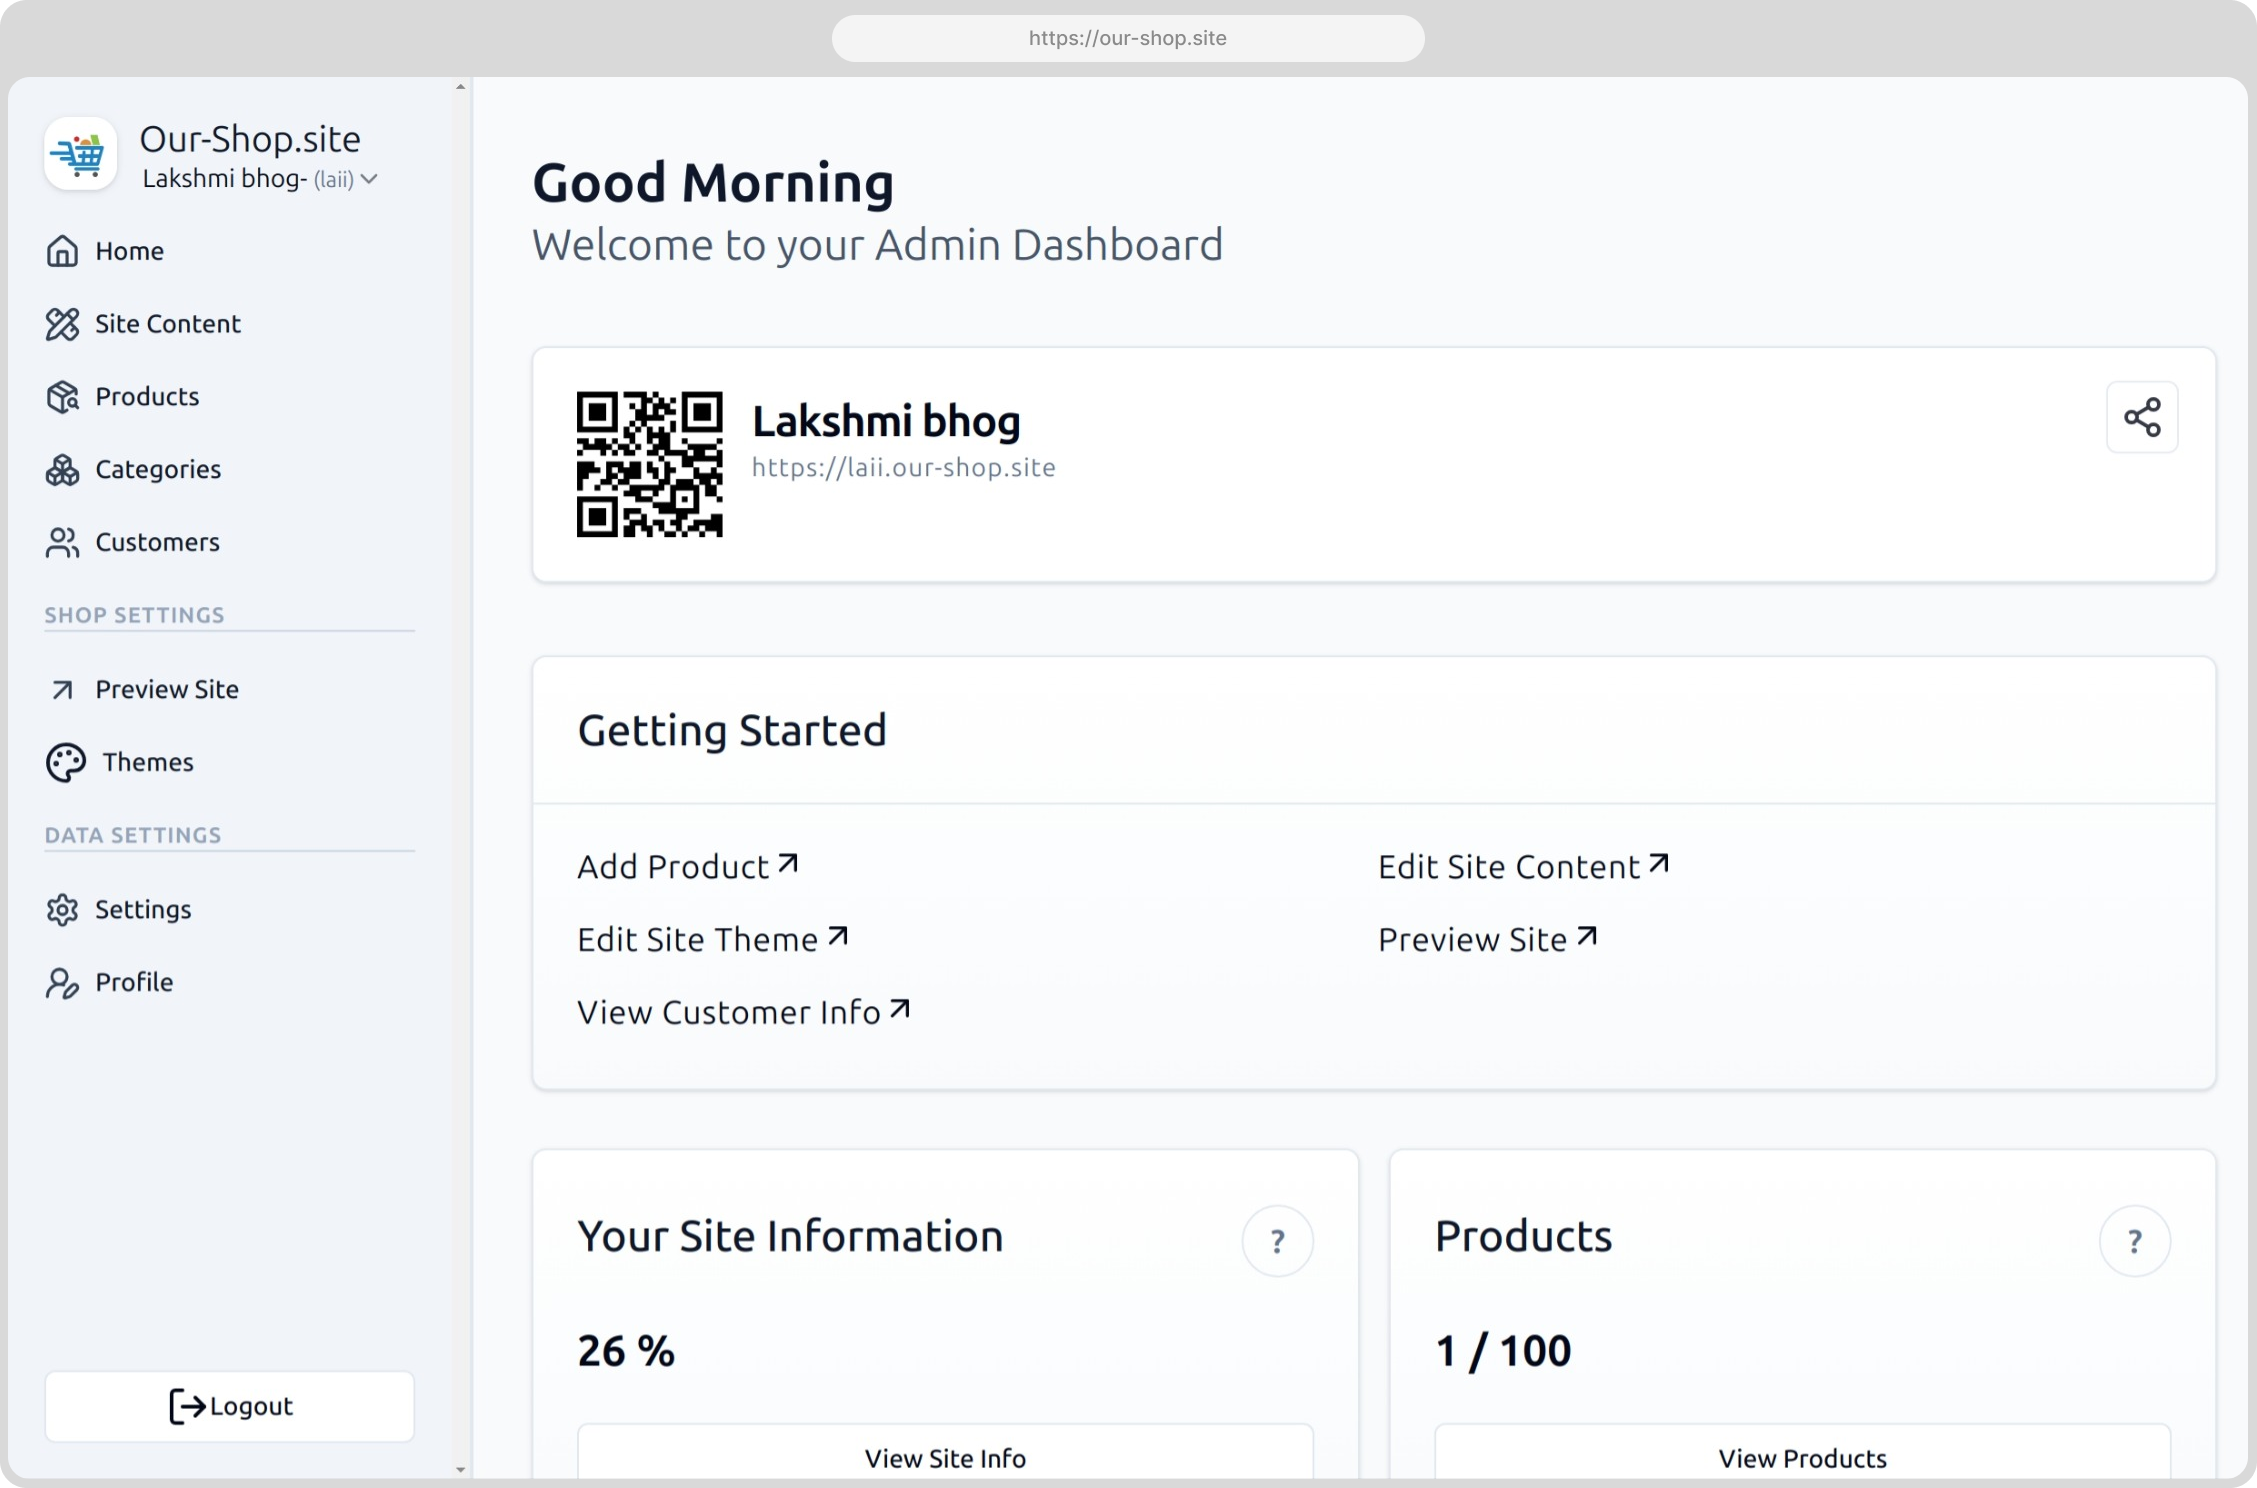 https://our-shop.site
Our-Shop.site
Lakshmi bhog- (laii)
Home
Site Content
Products
Categories
Customers
SHOP SETTINGS
Preview Site
Themes
DATA SETTINGS
Settings
Profile
Logout
Good Morning
Welcome to your Admin Dashboard
Lakshmi bhog
https://laii.our-shop.site
Getting Started
Add Product
Edit Site Content
Edit Site Theme
Preview Site
View Customer Info
Your Site Information
?
26 %
View Site Info
Products
?
1 / 100
View Products